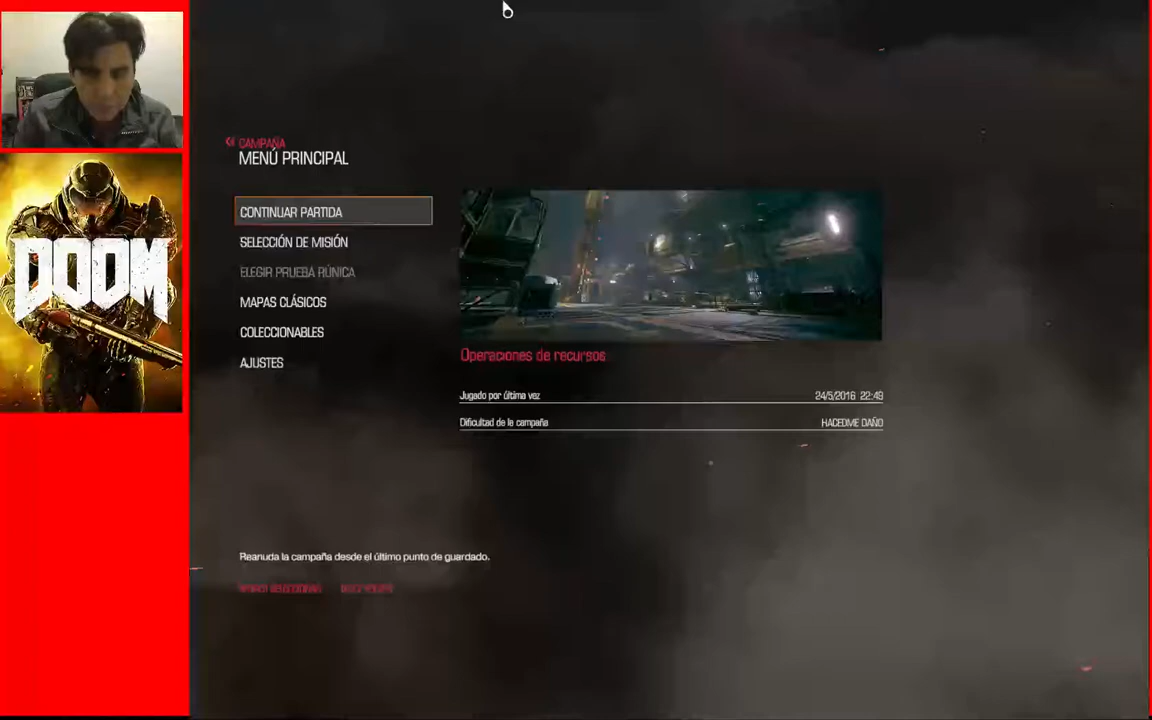 CAMPAÑA
MENÚ PRINCIPAL
CONTINUAR PARTIDA
SELECCIÓN DE MISIÓN
ELEGIR PRUEBA RÚNICA
MAPAS CLÁSICOS
COLECCIONABLES
AJUSTES
DOOM
Operaciones de recursos
Jugado por última vez 24/5/2016 22:49
Dificultad de la campaña HACEDME DAÑO
Reanuda la campaña desde el último punto de guardado.